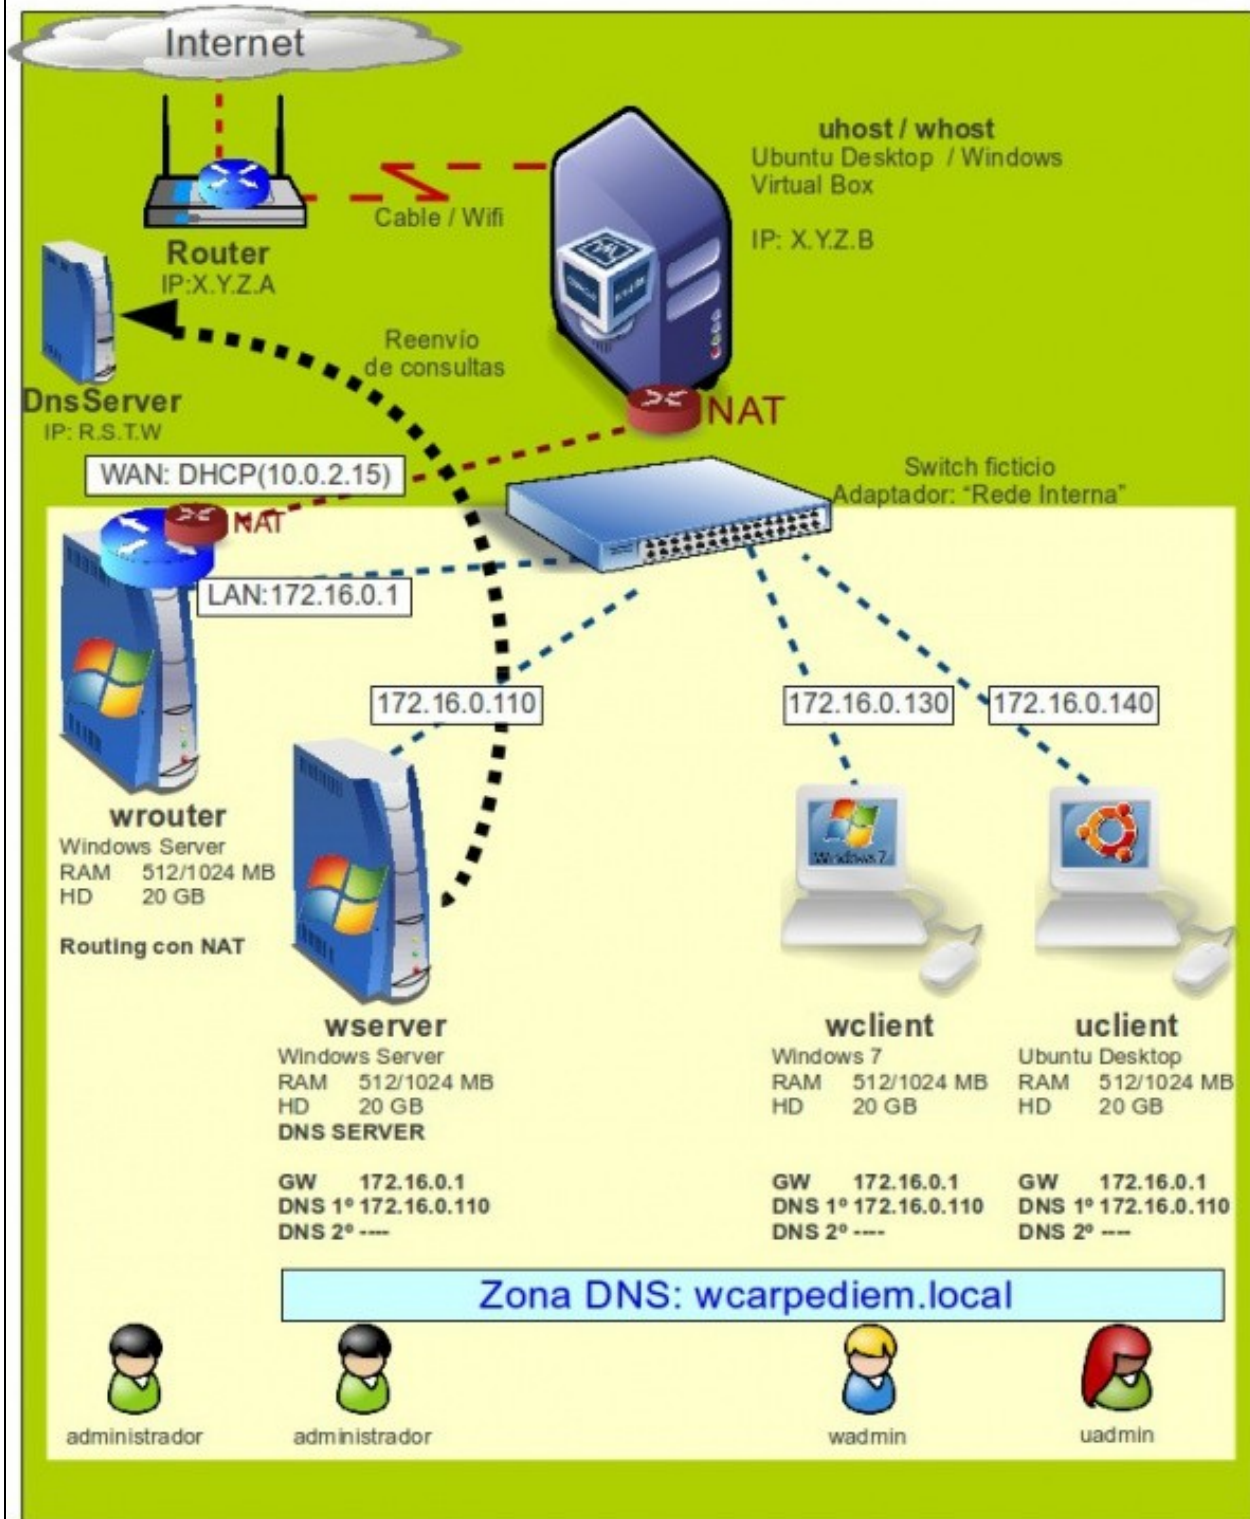 Internet
uhost / whost
Ubuntu Desktop / Windows
Virtual Box
IP: X.Y.Z.B
Cable / Wifi
Router
IP:X.Y.Z.A
Reenvío
de consultas
DnsServer
IP: R.S.T.W
NAT
WAN: DHCP(10.0.2.15)
Switch ficticio
Adaptador: “Rede Interna”
NAT
LAN:172.16.0.1
172.16.0.110
172.16.0.130
172.16.0.140
wrouter
Windows Server
RAM 512/1024 MB
HD 20 GB
Routing con NAT
Windows 7
wserver
Windows Server
RAM 512/1024 MB
HD 20 GB
DNS SERVER
GW 172.16.0.1
DNS 1º 172.16.0.110
DNS 2º ----
wclient
Windows 7
RAM 512/1024 MB
HD 20 GB
GW 172.16.0.1
DNS 1º 172.16.0.110
DNS 2º ----
uclient
Ubuntu Desktop
RAM 512/1024 MB
HD 20 GB
GW 172.16.0.1
DNS 1º 172.16.0.110
DNS 2º ----
Zona DNS: wcarpediem.local
administrador
administrador
wadmin
uadmin